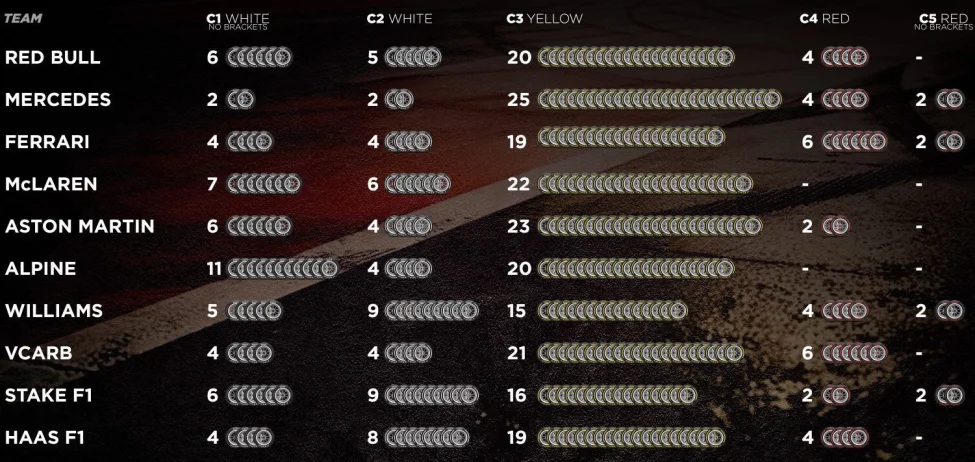 TEAM C1 WHITE C2 WHITE C3 YELLOW C4 RED C5 RED
NO BRACKETS NO BRACKETS
RED BULL 6 5 20 4 -
MERCEDES 2 2 25 4 2
FERRARI 4 4 19 6 2
McLAREN 7 6 22 - -
ASTON MARTIN 6 4 23 2 -
ALPINE 11 4 20 - -
WILLIAMS 5 9 15 4 2
VCARB 4 4 21 6 -
STAKE F1 6 9 16 2 2
HAAS F1 4 8 19 4 -